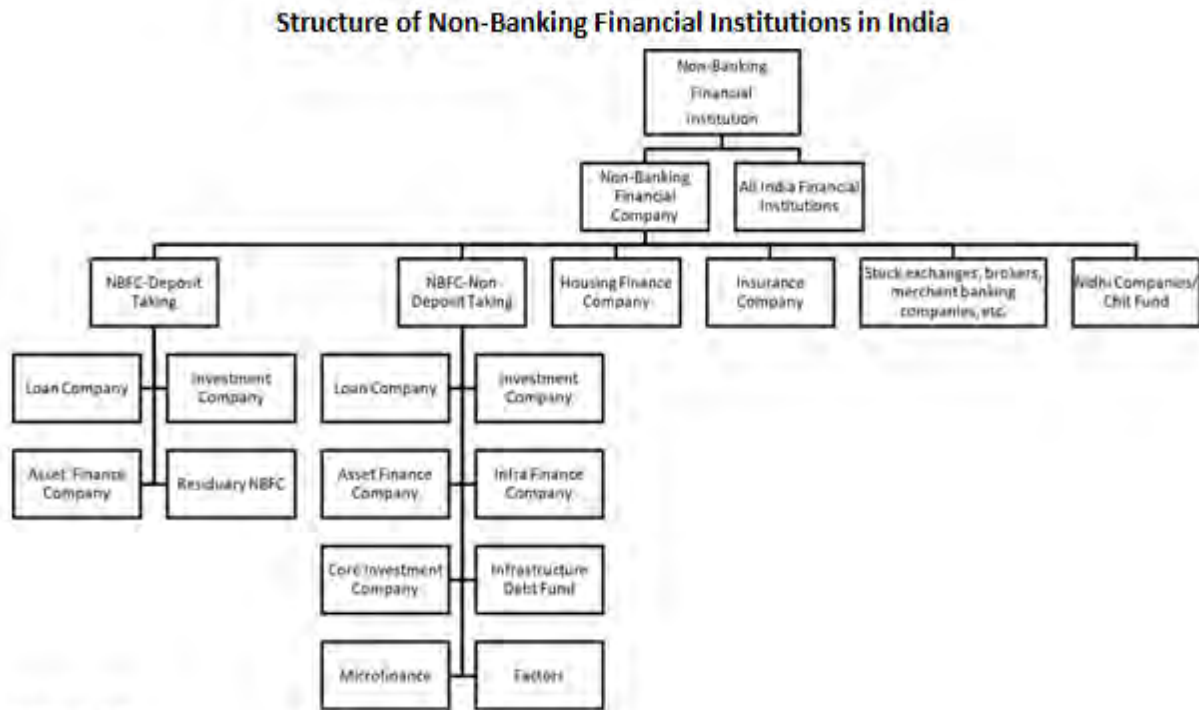 Structure of Non-Banking Financial Institutions in India
Non-Banking
Financial
Institution
Non-Banking
Financial
Company
All India Financial
Institutions
NBFC-Deposit
Taking
NBFC-Non-
Deposit Taking
Housing Finance
Company
Insurance
Company
Stock exchanges, brokers,
merchant banking
companies, etc.
Nidhi Companies/
Chit Fund
Loan Company
Investment
Company
Loan Company
Investment
Company
Asset Finance
Company
Residuary NBFC
Asset Finance
Company
Infra Finance
Company
Core Investment
Company
Infrastructure
Debt Fund
Microfinance
Factors